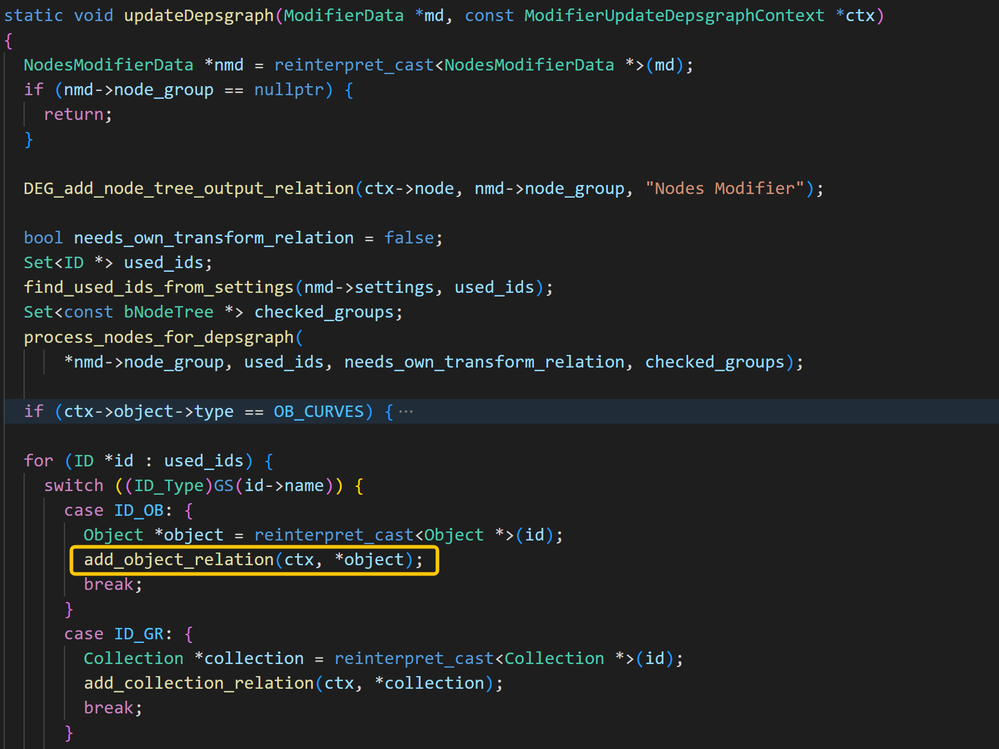 static void updateDepsgraph(ModifierData *md, const ModifierUpdateDepsgraphContext *ctx)
{
  NodesModifierData *nmd = reinterpret_cast<NodesModifierData *>(md);
  if (nmd->node_group == nullptr) {
    return;
  }
  DEG_add_node_tree_output_relation(ctx->node, nmd->node_group, "Nodes Modifier");
  bool needs_own_transform_relation = false;
  Set<ID *> used_ids;
  find_used_ids_from_settings(nmd->settings, used_ids);
  Set<const bNodeTree *> checked_groups;
  process_nodes_for_depsgraph(
      *nmd->node_group, used_ids, needs_own_transform_relation, checked_groups);
  if (ctx->object->type == OB_CURVES) {···
  for (ID *id : used_ids) {
    switch ((ID_Type)GS(id->name)) {
      case ID_OB: {
        Object *object = reinterpret_cast<Object *>(id);
        add_object_relation(ctx, *object);
        break;
      }
      case ID_GR: {
        Collection *collection = reinterpret_cast<Collection *>(id);
        add_collection_relation(ctx, *collection);
        break;
      }